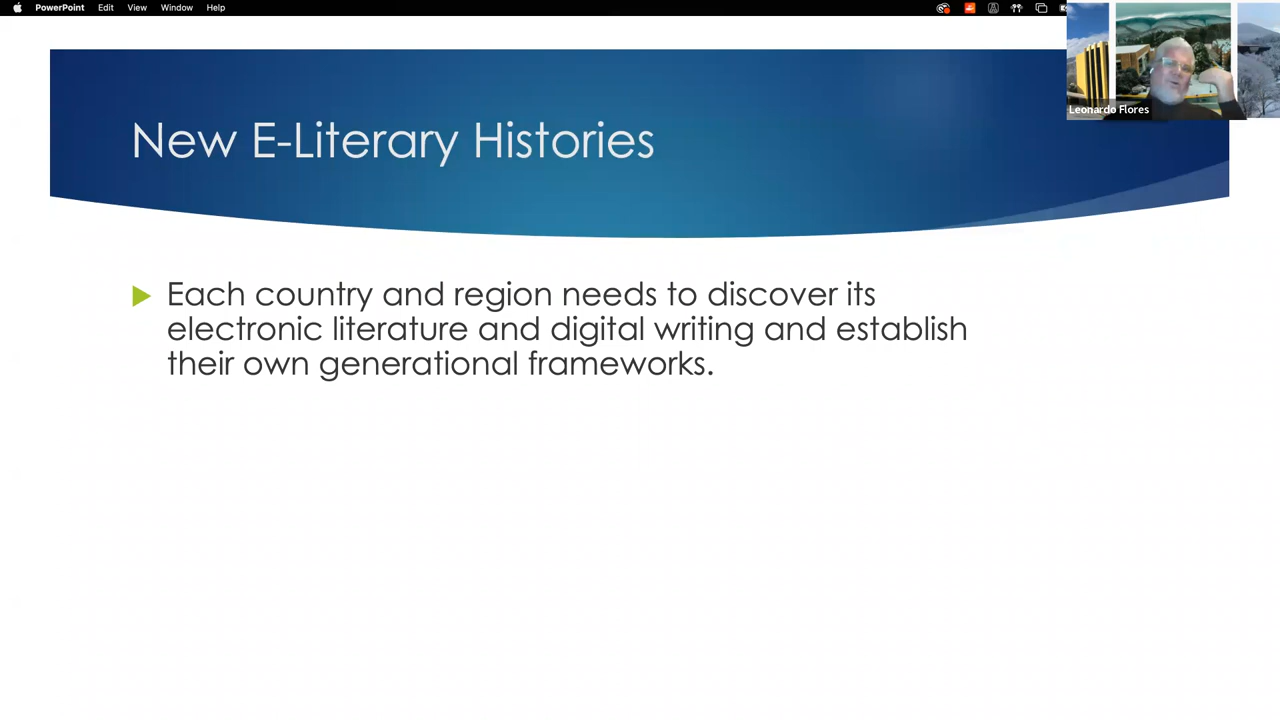 PowerPoint Edit View Window Help
Leonardo Flores
New E-Literary Histories
Each country and region needs to discover its
electronic literature and digital writing and establish
their own generational frameworks.